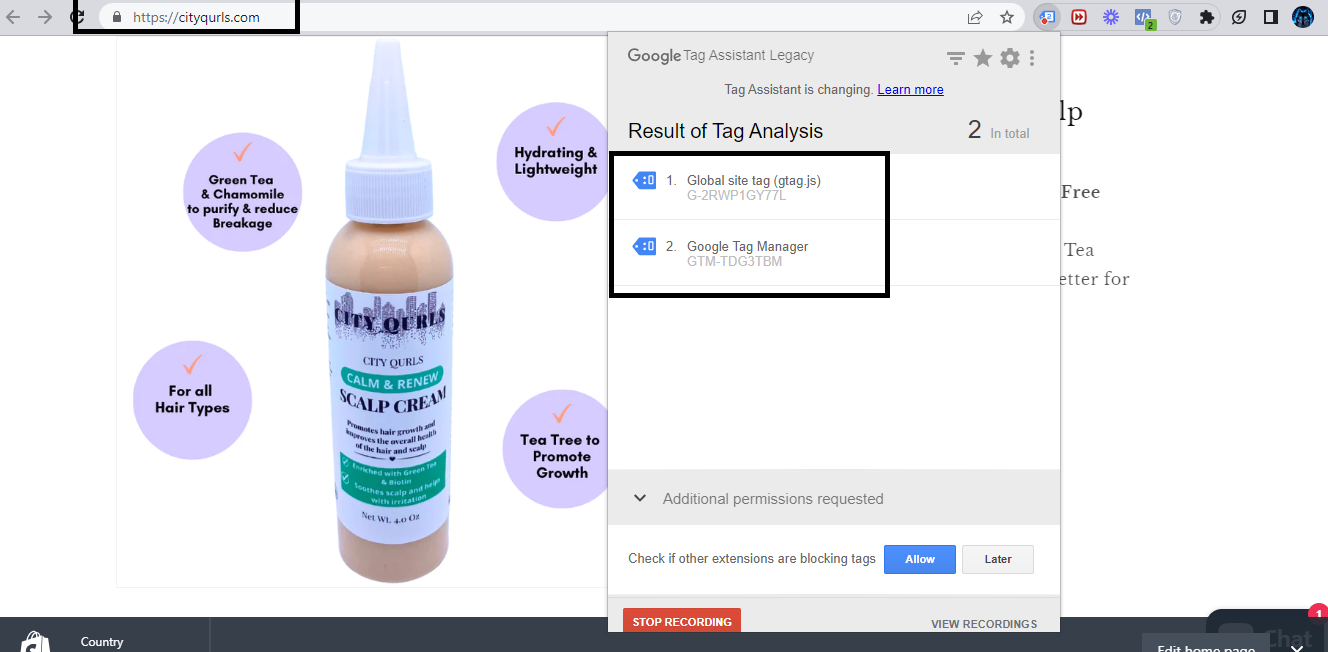 https://cityqurls.com
2
Google Tag Assistant Legacy
Tag Assistant is changing. Learn more
Result of Tag Analysis
2 In total
1. Global site tag (gtag.js)
G-2RWP1GY77L
2. Google Tag Manager
GTM-TDG3TBM
Additional permissions requested
Check if other extensions are blocking tags
Allow
Later
STOP RECORDING
VIEW RECORDINGS
Green Tea
& Chamomile
to purify & reduce
Breakage
Hydrating &
Lightweight
For all
Hair Types
Tea Tree to
Promote
Growth
CITY QURLS
CITY QURLS
CALM & RENEW
SCALP CREAM
Promotes hair growth and
improves the overall health
of the hair and scalp
Enriched with Green Tea
& Biotin
Soothes scalp and helps
with irritation
Net Wt. 4.0 Oz
lp
Free
Tea
etter for
Country
1
Chat
Edit home page